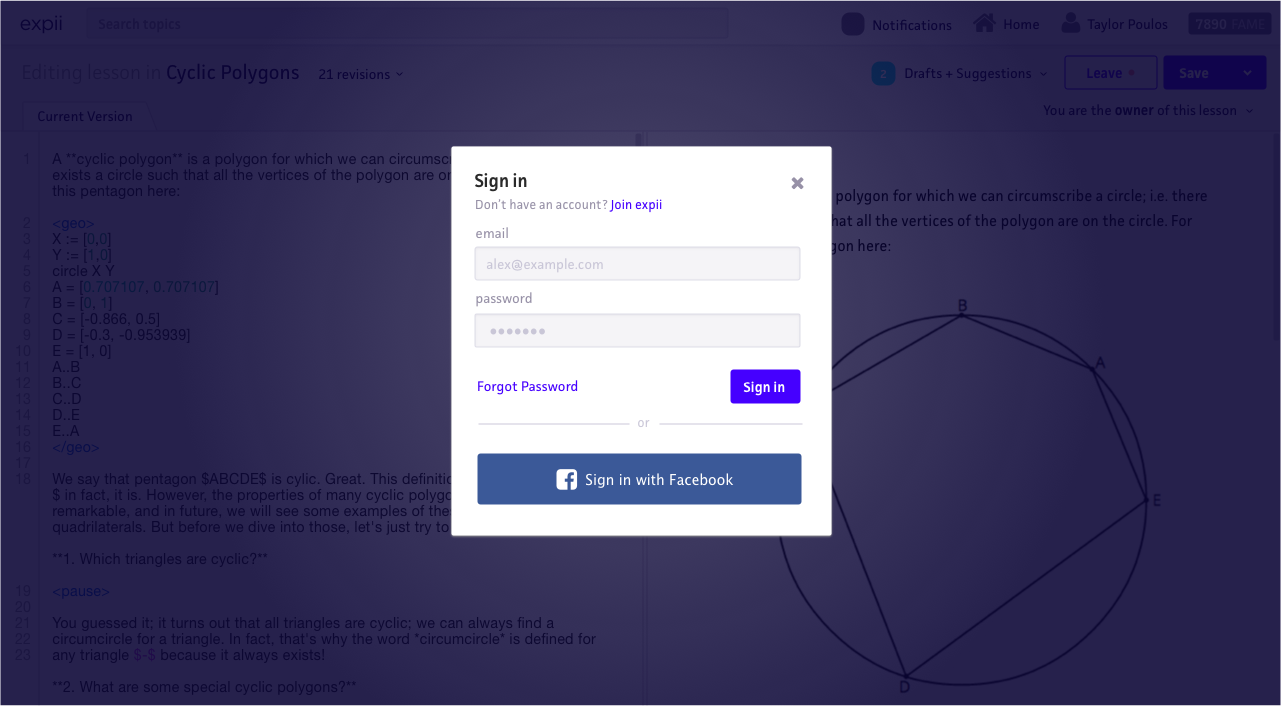 expii
Search topics
Notifications
Home
Taylor Poulos
7890 FAME
Editing lesson in Cyclic Polygons
21 revisions
2
Drafts + Suggestions
Leave
Save
Current Version
You are the owner of this lesson
1 A **cyclic polygon** is a polygon for which we can circumsc
exists a circle such that all the vertices of the polygon are
this pentagon here:
2 <geo>
3 X := [0,0]
4 Y := [1,0]
5 circle X Y
6 A = [0.707107, 0.707107]
7 B = [0, 1]
8 C = [-0.866, 0.5]
9 D = [-0.3, -0.953939]
10 E = [1, 0]
11 A..B
12 B..C
13 C..D
14 D..E
15 E..A
16 </geo>
17
18 We say that pentagon $ABCDE$ is cylic. Great. This definiti
$ in fact, it is. However, the properties of many cyclic polygo
remarkable, and in future, we will see some examples of thes
quadrilaterals. But before we dive into those, let's just try to
**1. Which triangles are cyclic?**
19 <pause>
20
21 You guessed it; it turns out that all triangles are cyclic; we can always find a
22 circumcircle for a triangle. In fact, that's why the word *circumcircle* is defined for
23 any triangle $-$ because it always exists!
**2. What are some special cyclic polygons?**
Sign in
Don't have an account? Join expii
email
alex@example.com
password
Forgot Password
Sign in
or
Sign in with Facebook
polygon for which we can circumscribe a circle; i.e. there
hat all the vertices of the polygon are on the circle. For
gon here:
B
A
E
D